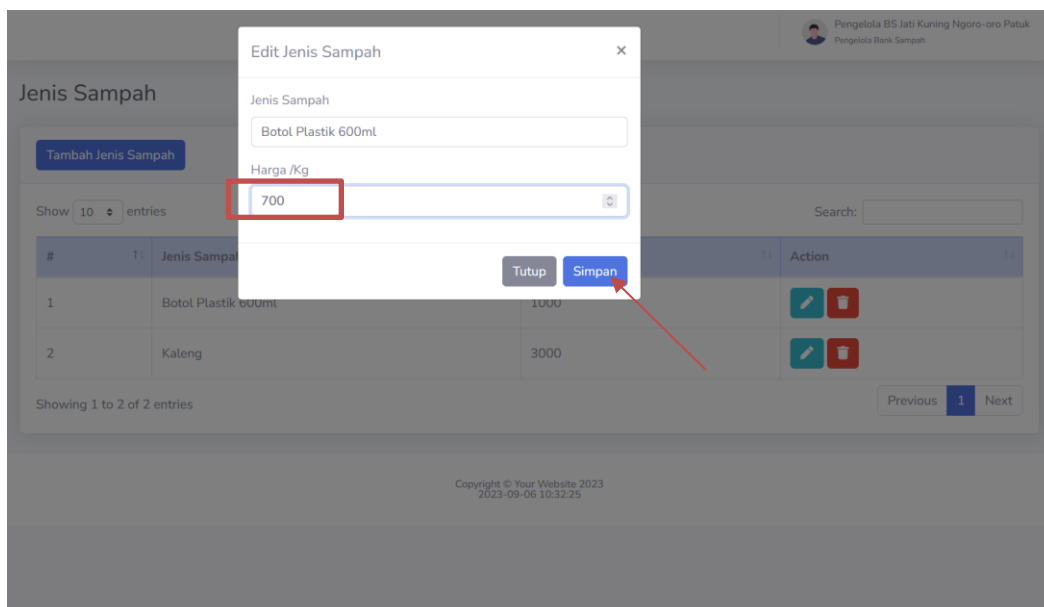 Pengelola BS Jati Kuning Ngoro-oro Patuk
Pengelola Bank Sampah
Edit Jenis Sampah ×
Jenis Sampah
Jenis Sampah
Botol Plastik 600ml
Tambah Jenis Sampah
Harga /Kg
700
Show 10 entries
Search:
# Jenis Sampa Action
Tutup Simpan
1 Botol Plastik 600ml 1000
2 Kaleng 3000
Showing 1 to 2 of 2 entries
Previous 1 Next
Copyright © Your Website 2023
2023-09-06 10:32:25